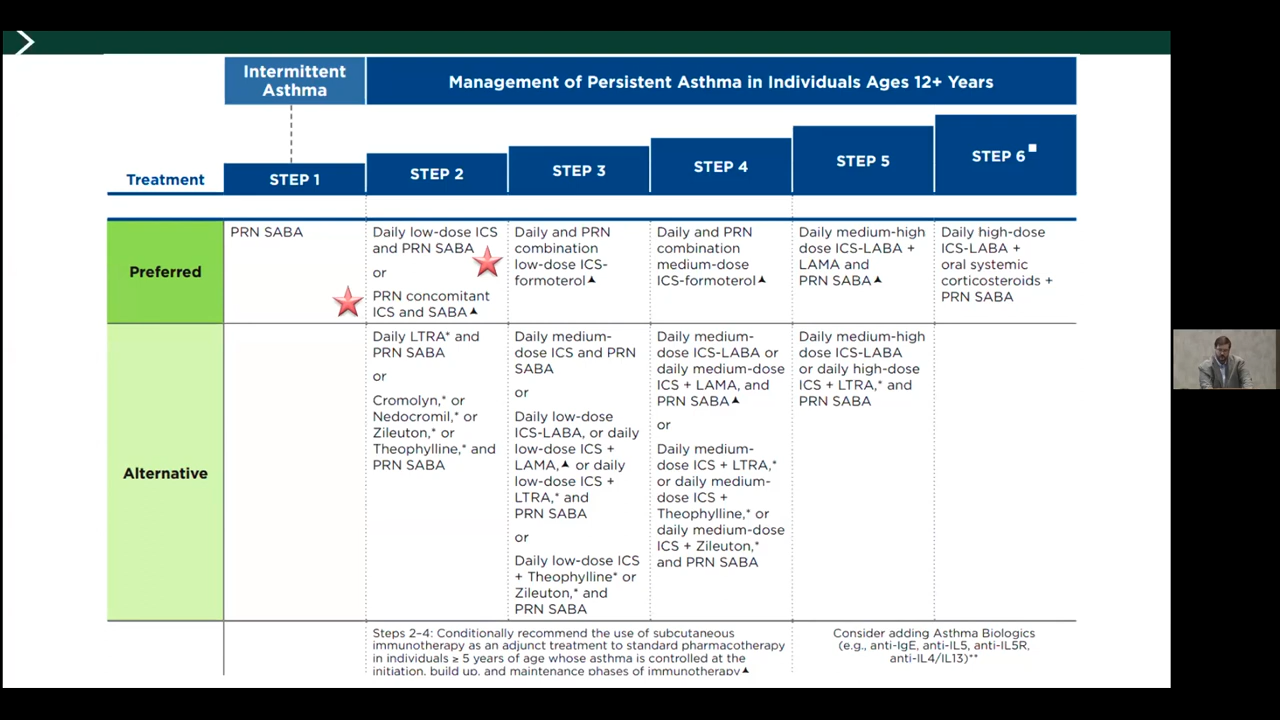 Intermittent
Asthma
Management of Persistent Asthma in Individuals Ages 12+ Years
Treatment
STEP 1
STEP 2
STEP 3
STEP 4
STEP 5
STEP 6■
Preferred
PRN SABA
Daily low-dose ICS
and PRN SABA
or
PRN concomitant
ICS and SABA▲
Daily and PRN
combination
low-dose ICS-
formoterol▲
Daily and PRN
combination
medium-dose
ICS-formoterol▲
Daily medium-high
dose ICS-LABA +
LAMA and
PRN SABA▲
Daily high-dose
ICS-LABA +
oral systemic
corticosteroids +
PRN SABA
Alternative
Daily LTRA* and
PRN SABA
or
Cromolyn,* or
Nedocromil,* or
Zileuton,* or
Theophylline,* and
PRN SABA
Daily medium-
dose ICS and PRN
SABA
or
Daily low-dose
ICS-LABA, or daily
low-dose ICS +
LAMA,▲ or daily
low-dose ICS +
LTRA,* and
PRN SABA
or
Daily low-dose ICS
+ Theophylline* or
Zileuton,* and
PRN SABA
Daily medium-
dose ICS-LABA or
daily medium-dose
ICS + LAMA, and
PRN SABA▲
or
Daily medium-
dose ICS + LTRA,*
or daily medium-
dose ICS +
Theophylline,* or
daily medium-dose
ICS + Zileuton,*
and PRN SABA
Daily medium-high
dose ICS-LABA
or daily high-dose
ICS + LTRA,* and
PRN SABA
Steps 2–4: Conditionally recommend the use of subcutaneous
immunotherapy as an adjunct treatment to standard pharmacotherapy
in individuals ≥ 5 years of age whose asthma is controlled at the
initiation, build up, and maintenance phases of immunotherapy▲
Consider adding Asthma Biologics
(e.g., anti-IgE, anti-IL5, anti-IL5R,
anti-IL4/IL13)**